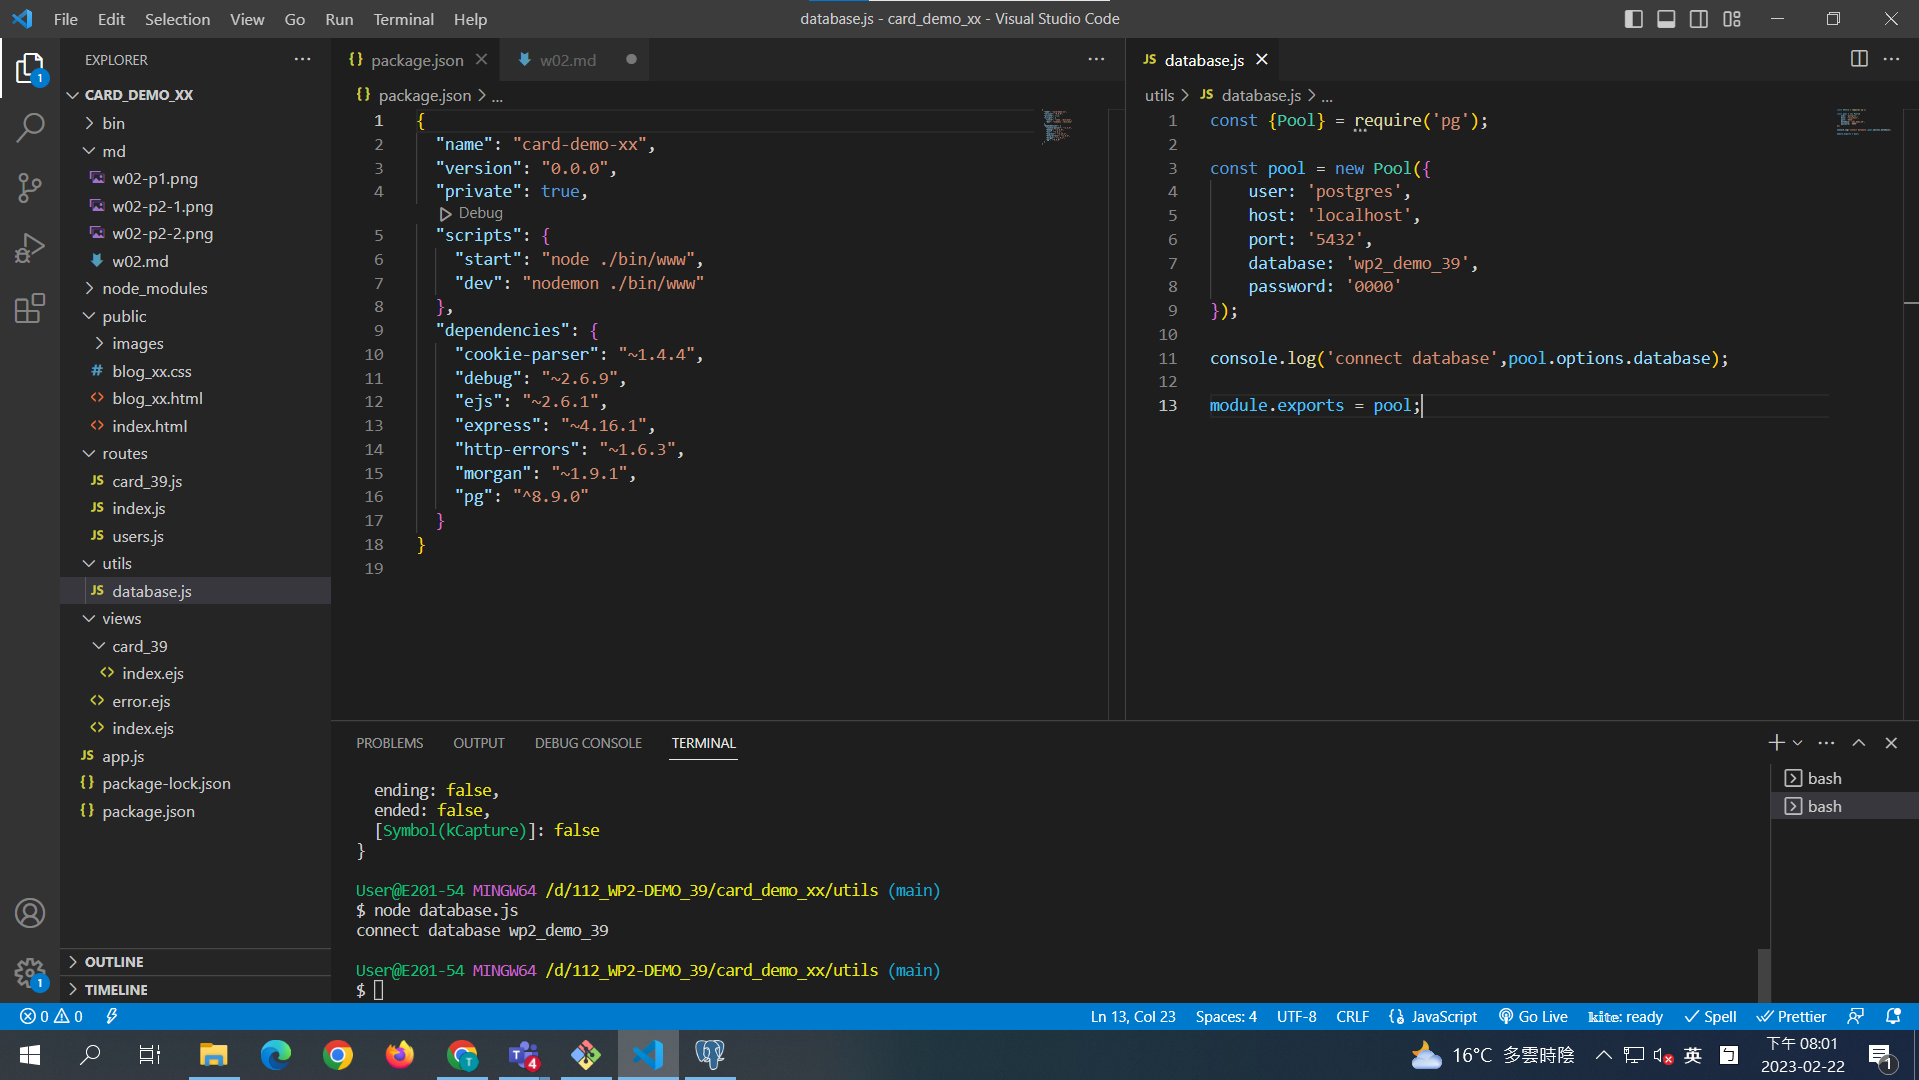 File Edit Selection View Go Run Terminal Help
database.js - card_demo_xx - Visual Studio Code
EXPLORER
CARD_DEMO_XX
bin
md
w02-p1.png
w02-p2-1.png
w02-p2-2.png
w02.md
node_modules
public
images
blog_xx.css
blog_xx.html
index.html
routes
JS card_39.js
JS index.js
JS users.js
utils
JS database.js
views
card_39
index.ejs
error.ejs
index.ejs
JS app.js
{} package-lock.json
{} package.json
OUTLINE
TIMELINE
{} package.json
w02.md
{} package.json > ...
1 {
2 "name": "card-demo-xx",
3 "version": "0.0.0",
4 "private": true,
Debug
5 "scripts": {
6 "start": "node ./bin/www",
7 "dev": "nodemon ./bin/www"
8 },
9 "dependencies": {
10 "cookie-parser": "~1.4.4",
11 "debug": "~2.6.9",
12 "ejs": "~2.6.1",
13 "express": "~4.16.1",
14 "http-errors": "~1.6.3",
15 "morgan": "~1.9.1",
16 "pg": "^8.9.0"
17 }
18 }
19
JS database.js
utils > JS database.js > ...
1 const {Pool} = require('pg');
2
3 const pool = new Pool({
4 user: 'postgres',
5 host: 'localhost',
6 port: '5432',
7 database: 'wp2_demo_39',
8 password: '0000'
9 });
10
11 console.log('connect database',pool.options.database);
12
13 module.exports = pool;
PROBLEMS OUTPUT DEBUG CONSOLE TERMINAL
bash
bash
ending: false,
ended: false,
[Symbol(kCapture)]: false
}
User@E201-54 MINGW64 /d/112_WP2-DEMO_39/card_demo_xx/utils (main)
$ node database.js
connect database wp2_demo_39
User@E201-54 MINGW64 /d/112_WP2-DEMO_39/card_demo_xx/utils (main)
$
0 0
Ln 13, Col 23 Spaces: 4 UTF-8 CRLF {} JavaScript Go Live kite: ready Spell Prettier
1
1
T
4
16°C 多雲時陰
英
ㄅ
下午 08:01
2023-02-22
1